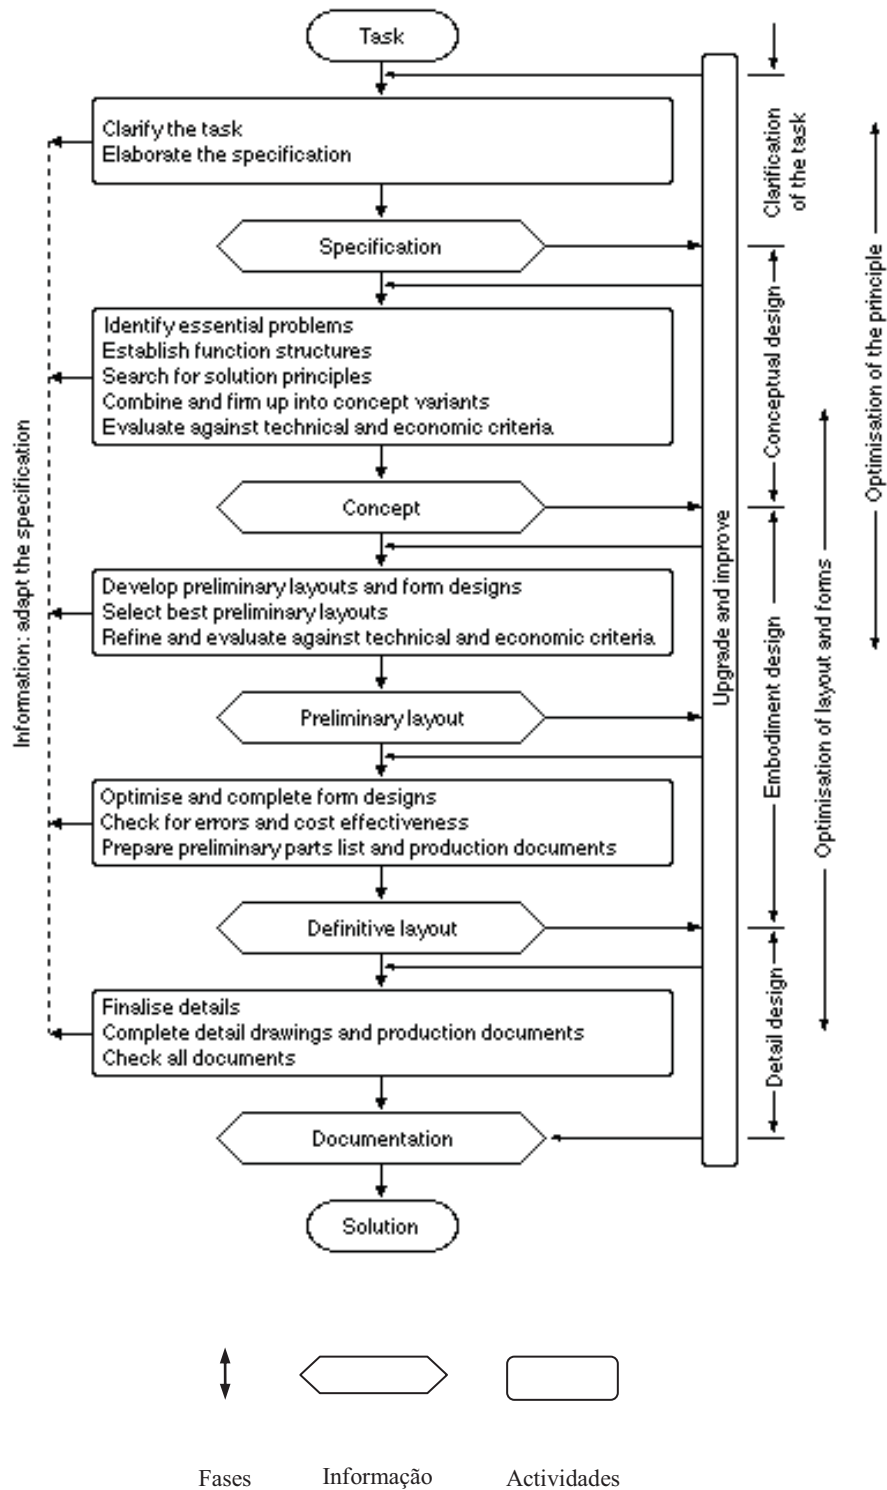 Task
Clarify the task
Elaborate the specification
Specification
Identify essential problems
Establish function structures
Search for solution principles
Combine and firm up into concept variants
Evaluate against technical and economic criteria.
Concept
Develop preliminary layouts and form designs
Select best preliminary layouts
Refine and evaluate against technical and economic criteria.
Preliminary layout
Optimise and complete form designs
Check for errors and cost effectiveness
Prepare preliminary parts list and production documents
Definitive layout
Finalise details
Complete detail drawings and production documents
Check all documents
Documentation
Solution
Information: adapt the specification
Upgrade and improve
Clarification
of the task
Conceptual design
Embodiment design
Detail design
Optimisation of layout and forms
Optimisation of the principle
Fases
Informação
Actividades